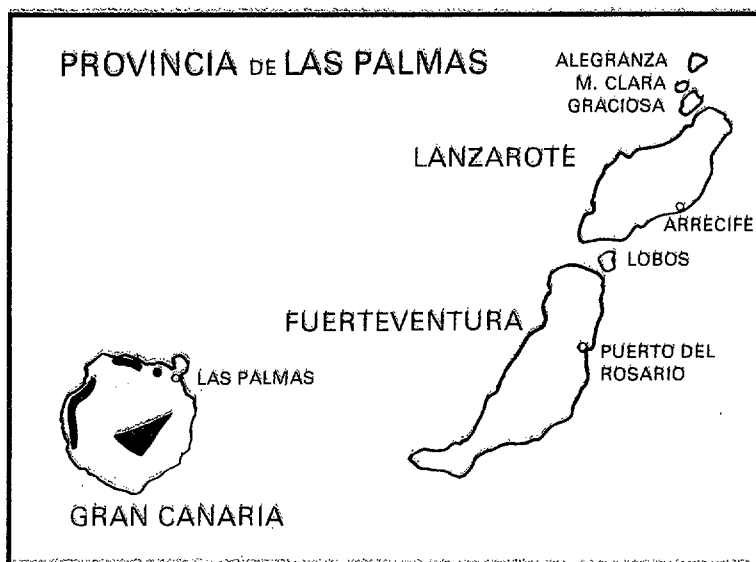 PROVINCIA DE LAS PALMAS
ALEGRANZA
M. CLARA
GRACIOSA
LANZAROTE
ARRECIFE
LOBOS
FUERTEVENTURA
PUERTO DEL
ROSARIO
LAS PALMAS
GRAN CANARIA